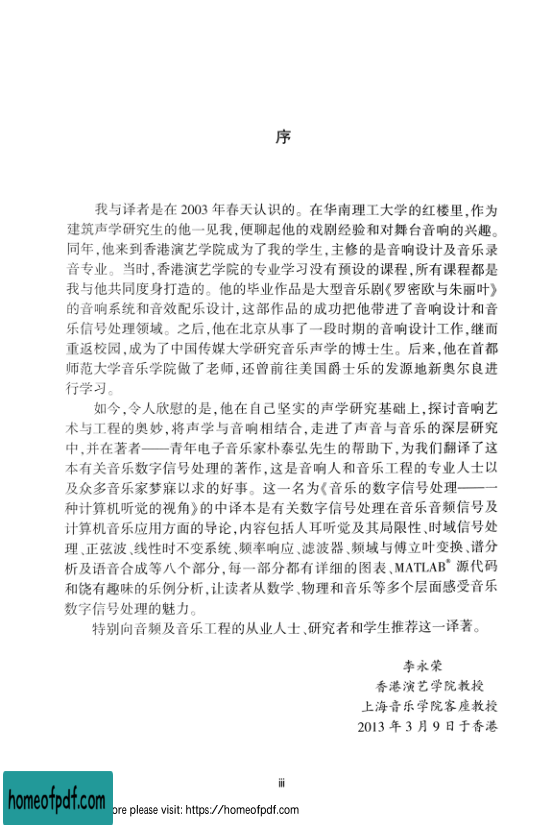 序
我与译者是在 2003 年春天认识的。在华南理工大学的红楼里,作为
建筑声学研究生的他一见我,便聊起他的戏剧经验和对舞台音响的兴趣。
同年,他来到香港演艺学院成为了我的学生,主修的是音响设计及音乐录
音专业。当时,香港演艺学院的专业学习没有预设的课程,所有课程都是
我与他共同度身打造的。他的毕业作品是大型音乐剧《罗密欧与朱丽叶》
的音响系统和音效配乐设计,这部作品的成功把他带进了音响设计和音
乐信号处理领域。之后,他在北京从事了一段时期的音响设计工作,继而
重返校园,成为了中国传媒大学研究音乐声学的博士生。后来,他在首都
师范大学音乐学院做了老师,还曾前往美国爵士乐的发源地新奥尔良进
行学习。
如今,令人欣慰的是,他在自己坚实的声学研究基础上,探讨音响艺
术与工程的奥妙,将声学与音响相结合,走进了声音与音乐的深层研究
中,并在著者——青年电子音乐家朴泰弘先生的帮助下,为我们翻译了这
本有关音乐数字信号处理的著作,这是音响人和音乐工程的专业人士以
及众多音乐家梦寐以求的好事。这一名为《音乐的数字信号处理——一
种计算机听觉的视角》的中译本是有关数字信号处理在音乐音频信号及
计算机音乐应用方面的导论,内容包括人耳听觉及其局限性、时域信号处
理、正弦波、线性时不变系统、频率响应、滤波器、频域与傅立叶变换、谱分
析及语音合成等八个部分,每一部分都有详细的图表、MATLAB® 源代码
和饶有趣味的乐例分析,让读者从数学、物理和音乐等多个层面感受音乐
数字信号处理的魅力。
特别向音频及音乐工程的从业人士、研究者和学生推荐这一译著。
李永荣
香港演艺学院教授
上海音乐学院客座教授
2013 年 3 月 9 日于香港
iii
homeofpdf.com
ore please visit: https://homeofpdf.com